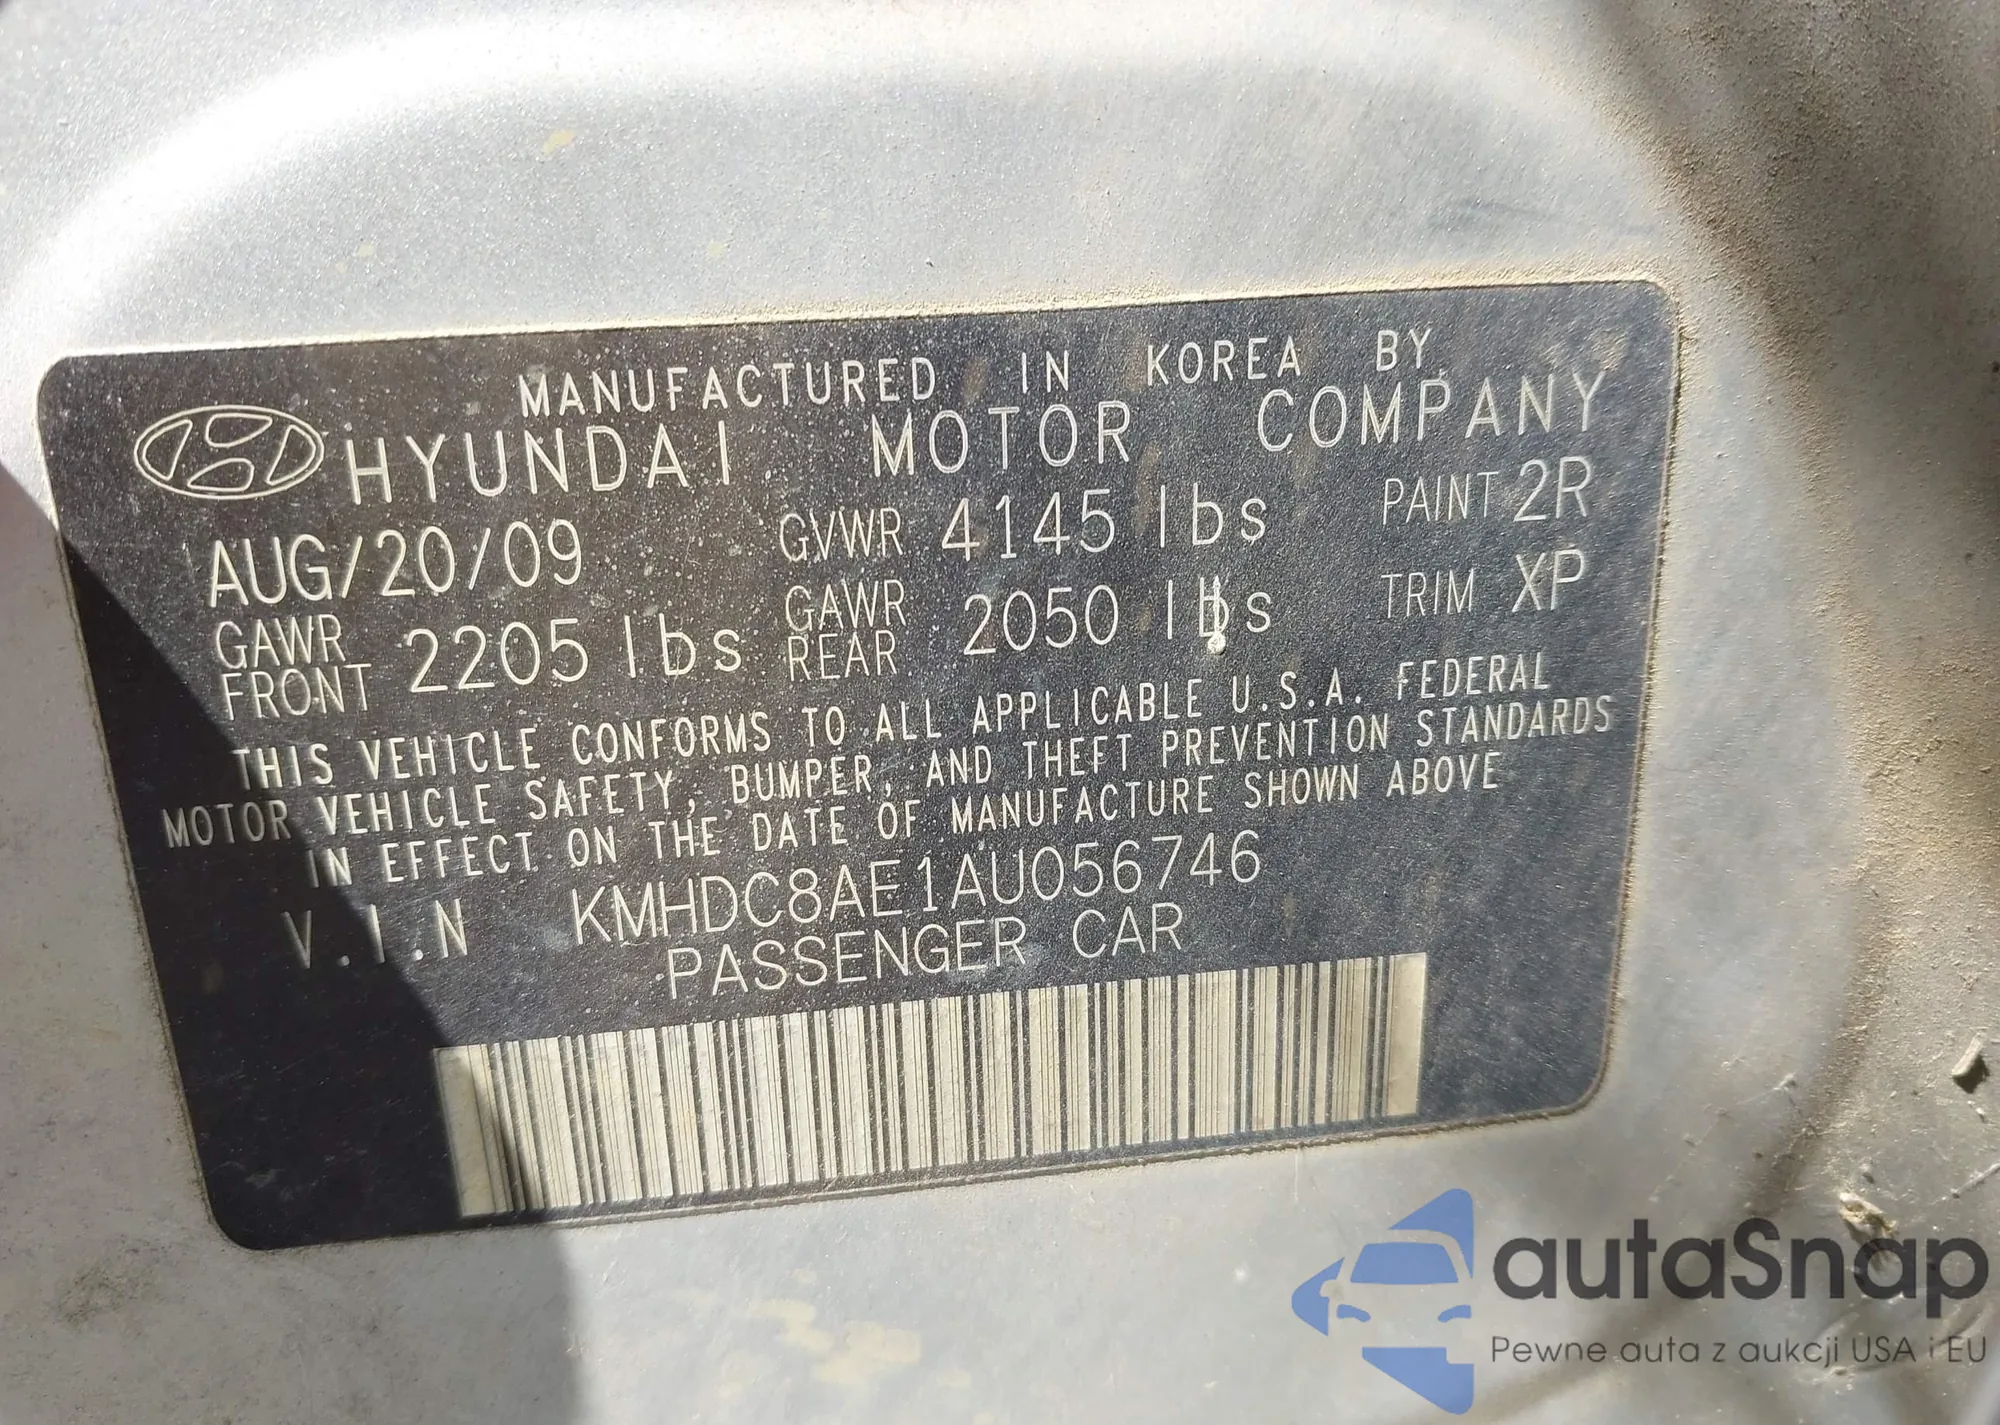 MANUFACTURED IN KOREA BY
HYUNDAI MOTOR COMPANY
AUG/20/09 GVWR 4145 lbs PAINT 2R
GAWR FRONT 2205 lbs GAWR REAR 2050 lbs TRIM XP
THIS VEHICLE CONFORMS TO ALL APPLICABLE U.S.A. FEDERAL
MOTOR VEHICLE SAFETY, BUMPER, AND THEFT PREVENTION STANDARDS
IN EFFECT ON THE DATE OF MANUFACTURE SHOWN ABOVE
V.I.N KMHDC8AE1AU056746
PASSENGER CAR
autaSnap
Pewne auta z aukcji USA i EU